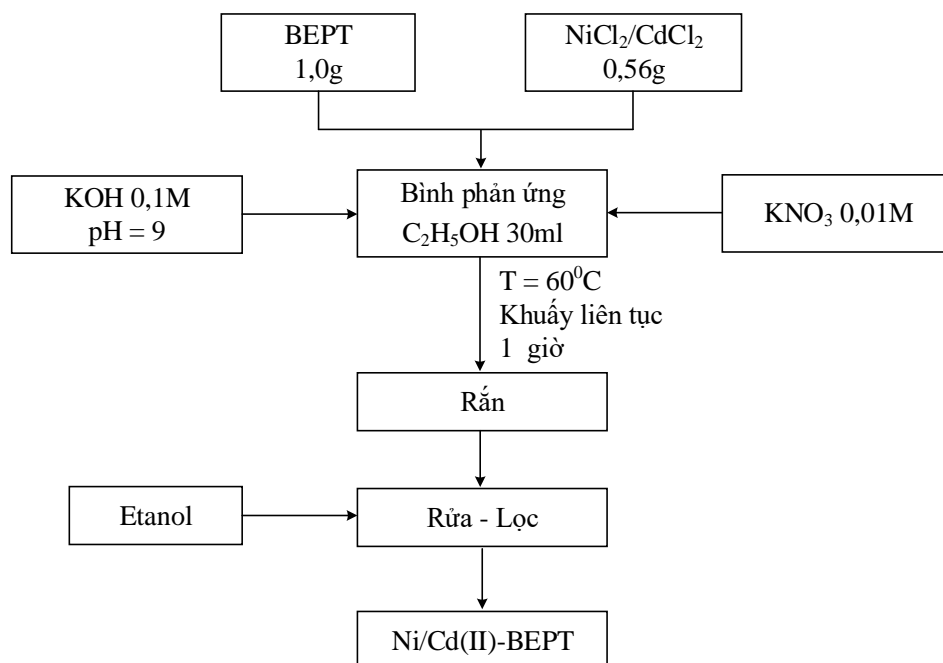 BEPT
1,0g
NiCl₂/CdCl₂
0,56g
KOH 0,1M
pH = 9
Bình phản ứng
C₂H₅OH 30ml
KNO₃ 0,01M
T = 60⁰C
Khuấy liên tục
1 giờ
Rắn
Etanol
Rửa - Lọc
Ni/Cd(II)-BEPT